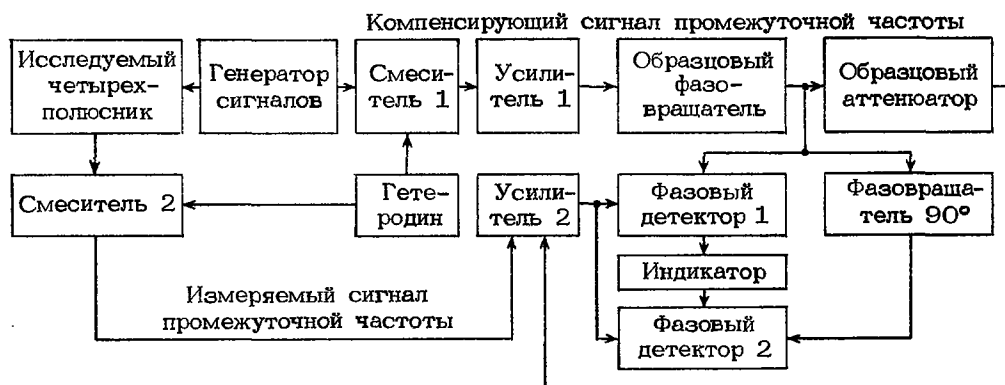 Компенсирующий сигнал промежуточной частоты
Исследуемый
четырех-
полюсник
Генератор
сигналов
Смеси-
тель 1
Усили-
тель 1
Образцовый
фазо-
вращатель
Образцовый
аттенюатор
Смеситель 2
Гете-
родин
Усили-
тель 2
Фазовый
детектор 1
Фазовраща-
тель 90°
Индикатор
Измеряемый сигнал
промежуточной частоты
Фазовый
детектор 2